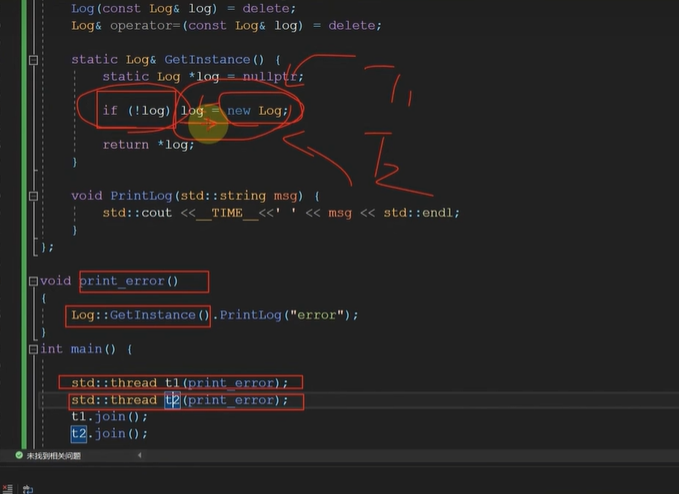 Log(const Log& log) = delete;
Log& operator=(const Log& log) = delete;
static Log& GetInstance() {
static Log *log = nullptr;
if (!log) log = new Log;
return *log;
}
void PrintLog(std::string msg) {
std::cout <<__TIME__<<' ' << msg << std::endl;
}
};
void print_error()
{
Log::GetInstance().PrintLog("error");
}
int main() {
std::thread t1(print_error);
std::thread t2(print_error);
t1.join();
t2.join();
未找到相关问题